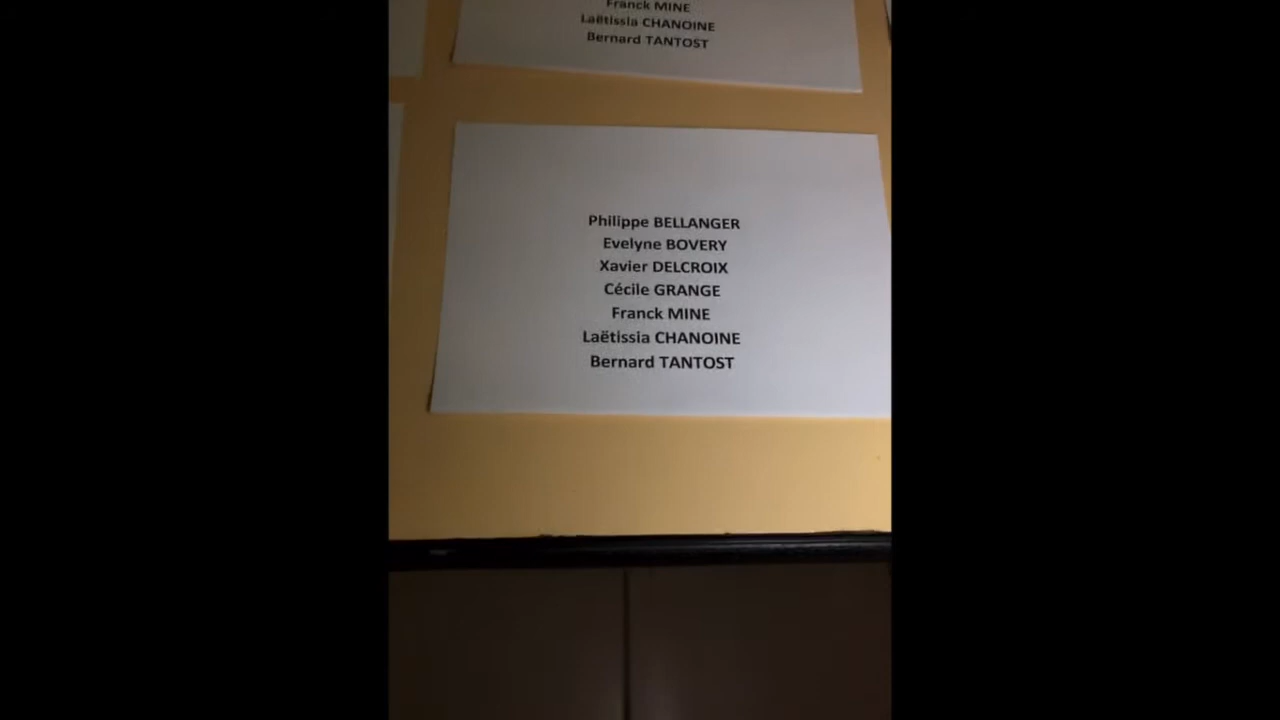 Franck MINE
Laëtissia CHANOINE
Bernard TANTOST
Philippe BELLANGER
Evelyne BOVERY
Xavier DELCROIX
Cécile GRANGE
Franck MINE
Laëtissia CHANOINE
Bernard TANTOST